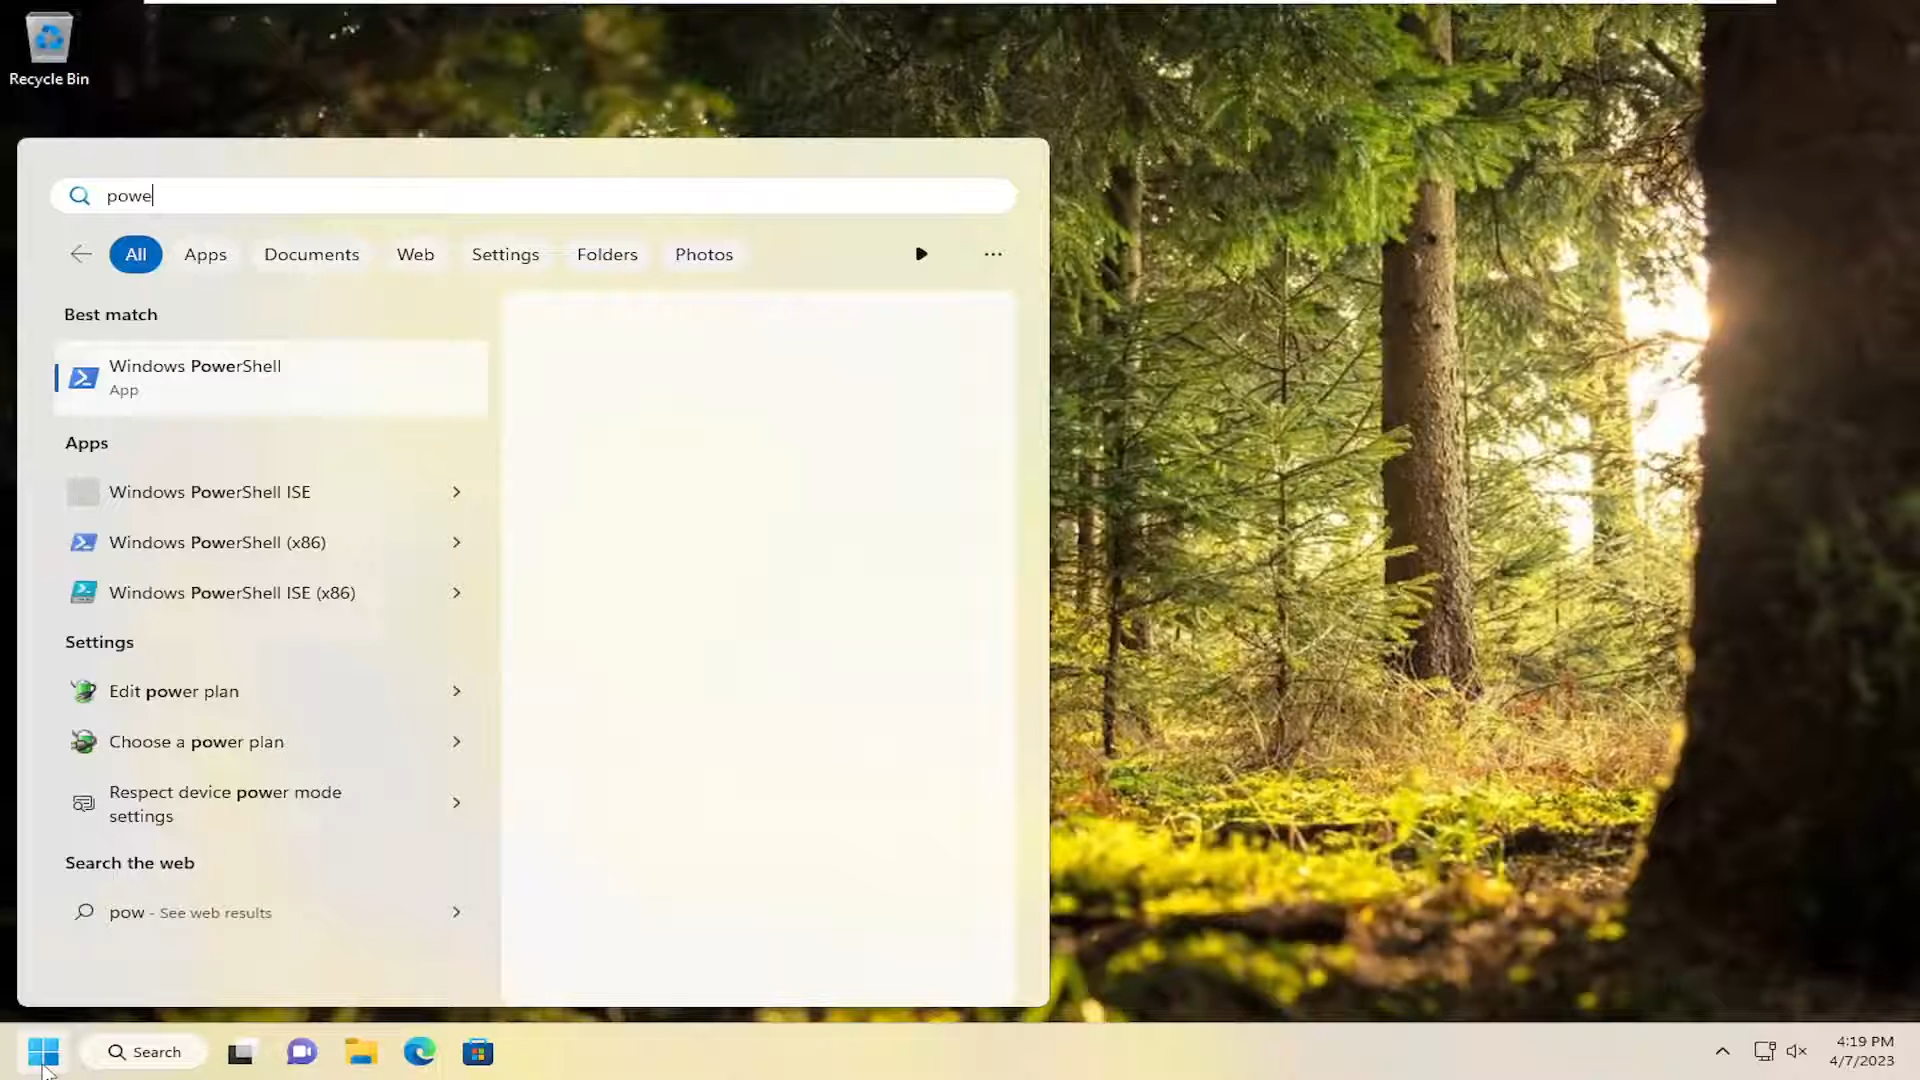 Recycle Bin
powe
All Apps Documents Web Settings Folders Photos
Best match
Windows PowerShell
App
Apps
Windows PowerShell ISE
Windows PowerShell (x86)
Windows PowerShell ISE (x86)
Settings
Edit power plan
Choose a power plan
Respect device power mode
settings
Search the web
pow - See web results
Search
4:19 PM
4/7/2023